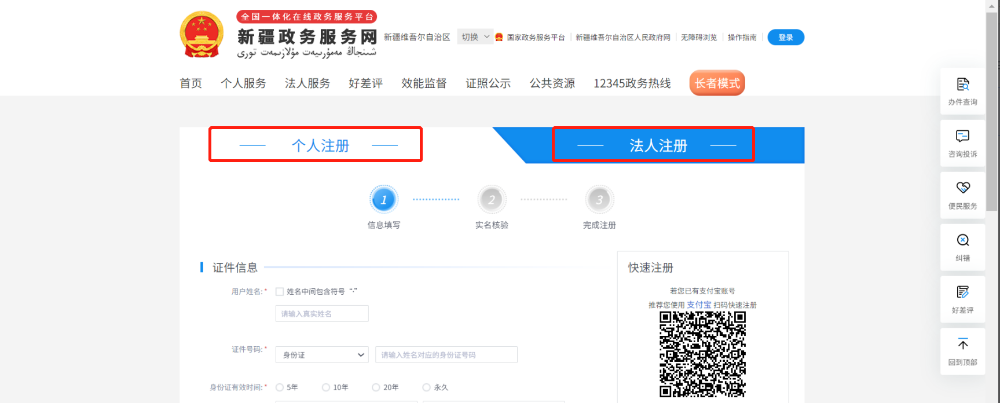 全国一体化在线政务服务平台
新疆政务服务网
شىنجاڭ مەمۇرىيەت مۇلازىمەت تورى
新疆维吾尔自治区 切换 国家政务服务平台 新疆维吾尔自治区人民政府网 无障碍浏览 操作指南 登录
首页 个人服务 法人服务 好差评 效能监督 证照公示 公共资源 12345政务热线 长者模式
个人注册 法人注册
1 2 3
信息填写 实名核验 完成注册
证件信息
用户姓名:* 姓名中间包含符号“·”
请输入真实姓名
证件号码:* 身份证 请输入姓名对应的身份证号码
身份证有效时间:* 5年 10年 20年 永久
快速注册
若您已有支付宝账号
推荐您使用 支付宝 扫码快速注册
办件查询
咨询投诉
便民服务
纠错
好差评
回到顶部